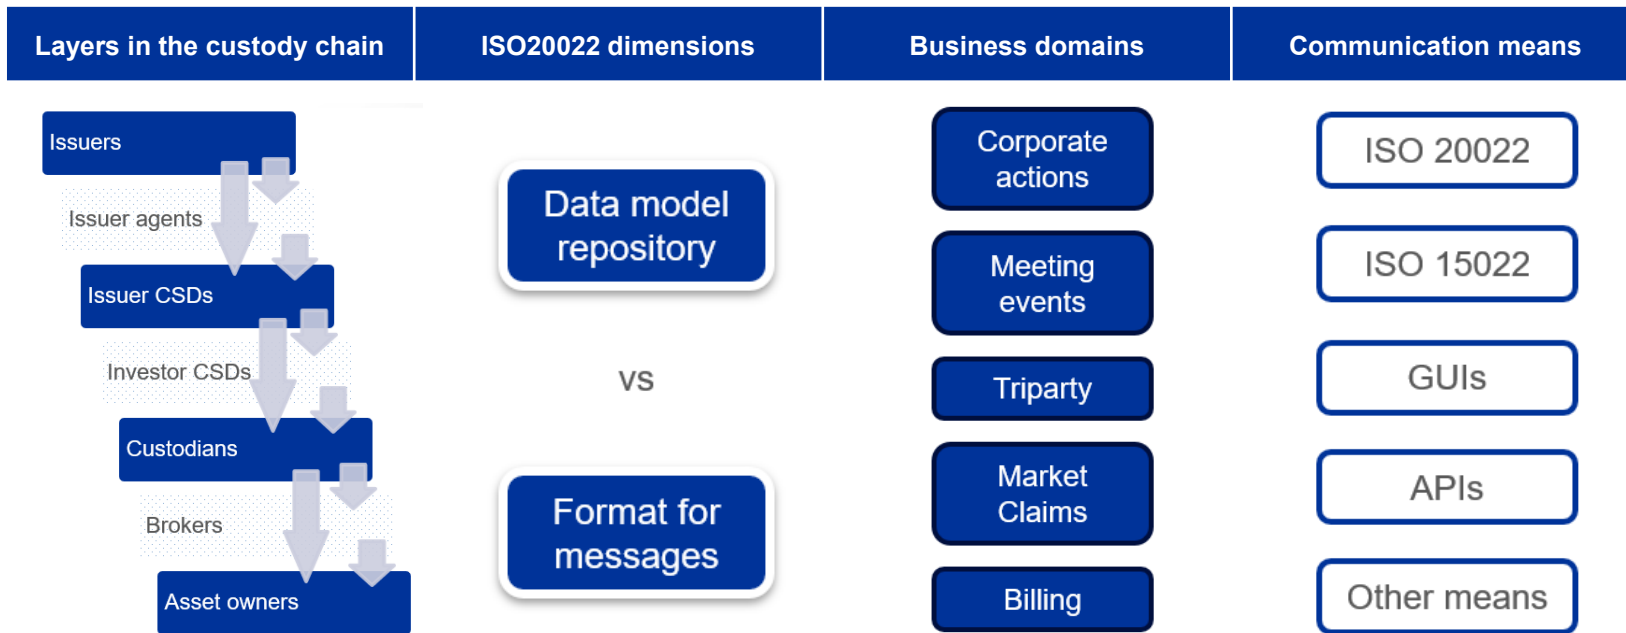 Layers in the custody chain
ISO20022 dimensions
Business domains
Communication means
Issuers
Issuer agents
Issuer CSDs
Investor CSDs
Custodians
Brokers
Asset owners
Data model
repository
vs
Format for
messages
Corporate
actions
Meeting
events
Triparty
Market
Claims
Billing
ISO 20022
ISO 15022
GUIs
APIs
Other means